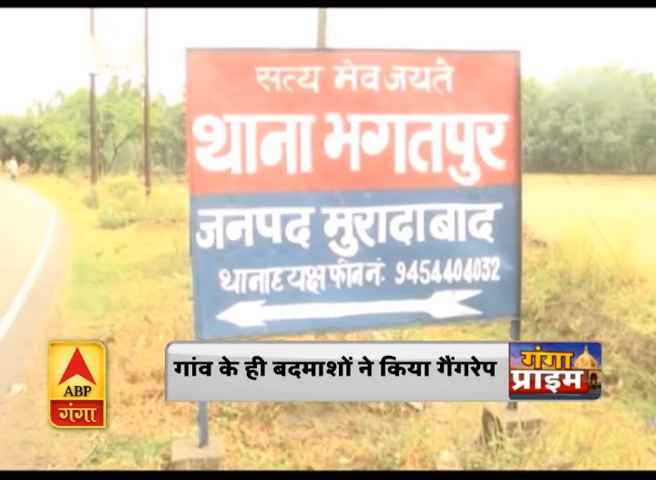 सत्य मेव जयते
थाना भगतपुर
जनपद मुरादाबाद
थानाध्यक्ष फोन नं॰ 9454404032
गांव के ही बदमाशों ने किया गैंगरेप
गंगा
प्राइम
ABP
गंगा